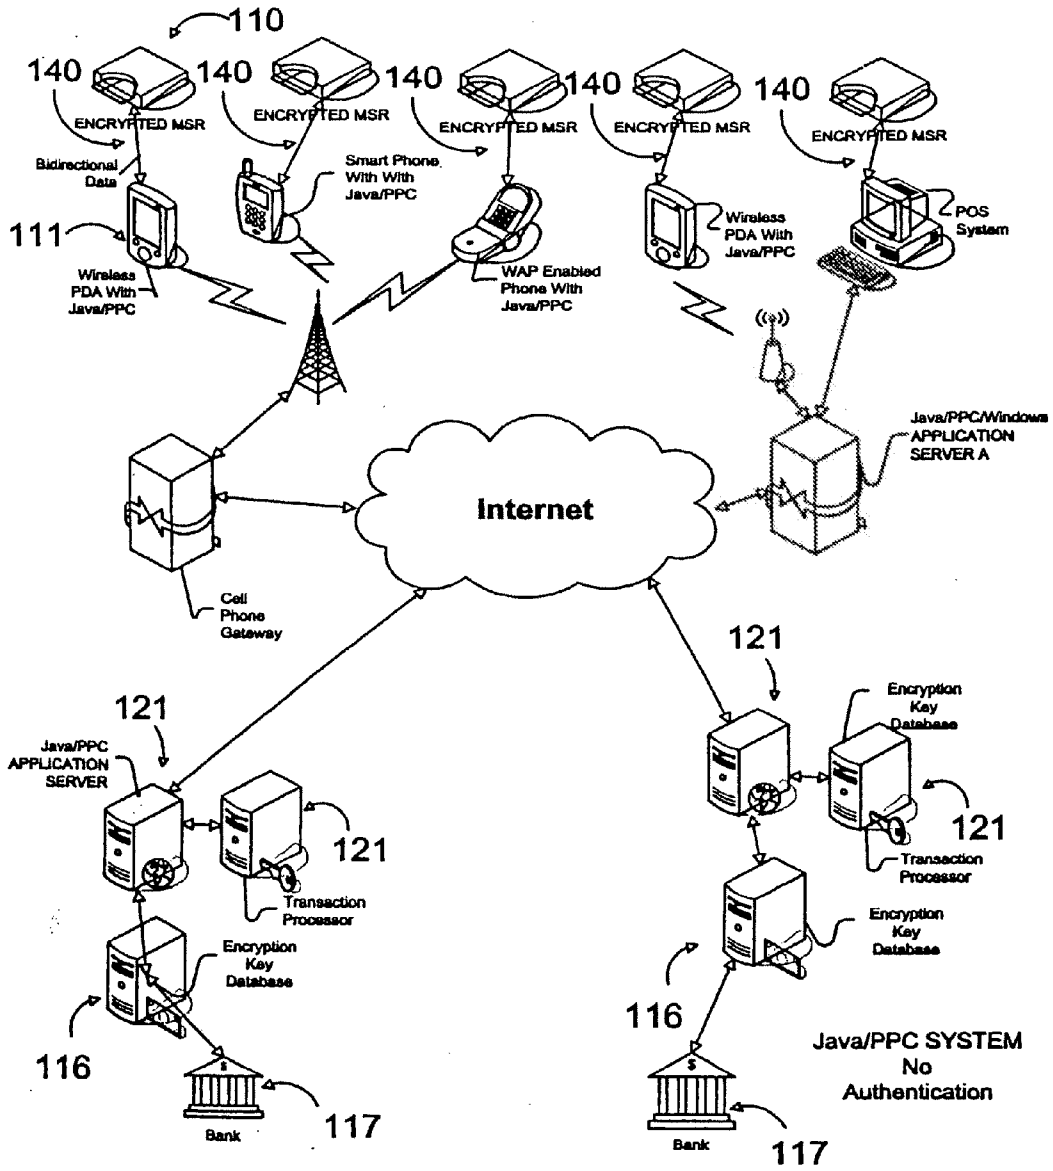 110
140
140
140
140
140
ENCRYPTED MSR
ENCRYPTED MSR
ENCRYPTED MSR
ENCRYPTED MSR
ENCRYPTED MSR
Bidirectional
Data
Smart Phone
With With
Java/PPC
111
Wireless
PDA With
Java/PPC
WAP Enabled
Phone With
Java/PPC
Wireless
PDA With
Java/PPC
POS
System
Java/PPC/Windows
APPLICATION
SERVER A
Internet
Cell
Phone
Gateway
121
Java/PPC
APPLICATION
SERVER
121
Transaction
Processor
Encryption
Key
Database
116
$
Bank
117
121
Encryption
Key
Database
121
Transaction
Processor
Encryption
Key
Database
116
$
Bank
117
Java/PPC SYSTEM
No
Authentication